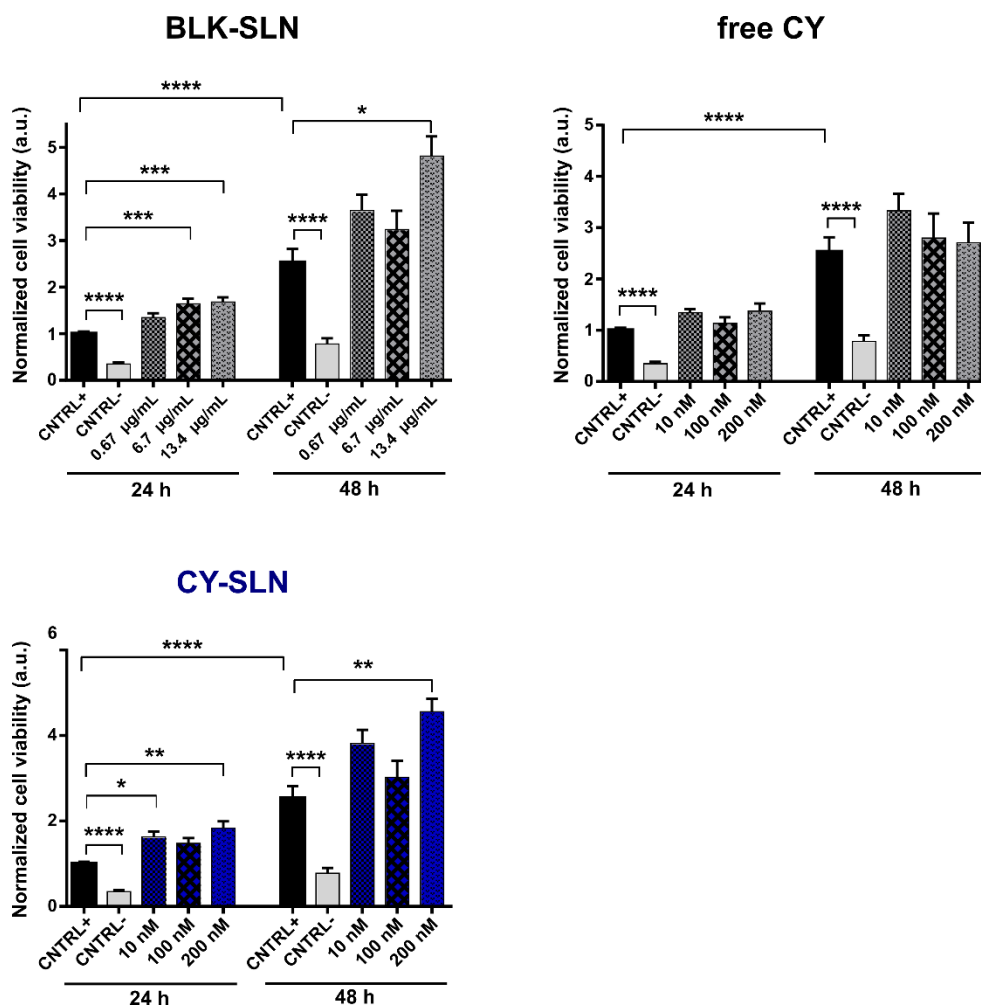 BLK-SLN
****
*
***
***
****
****
Normalized cell viability (a.u.)
5
4
3
2
1
0
CNTRL+
CNTRL-
0.67 µg/mL
6.7 µg/mL
13.4 µg/mL
CNTRL+
CNTRL-
0.67 µg/mL
6.7 µg/mL
13.4 µg/mL
24 h
48 h
free CY
****
****
****
Normalized cell viability (a.u.)
5
4
3
2
1
0
CNTRL+
CNTRL-
10 nM
100 nM
200 nM
CNTRL+
CNTRL-
10 nM
100 nM
200 nM
24 h
48 h
CY-SLN
****
**
**
*
****
****
Normalized cell viability (a.u.)
6
4
2
0
CNTRL+
CNTRL-
10 nM
100 nM
200 nM
CNTRL+
CNTRL-
10 nM
100 nM
200 nM
24 h
48 h